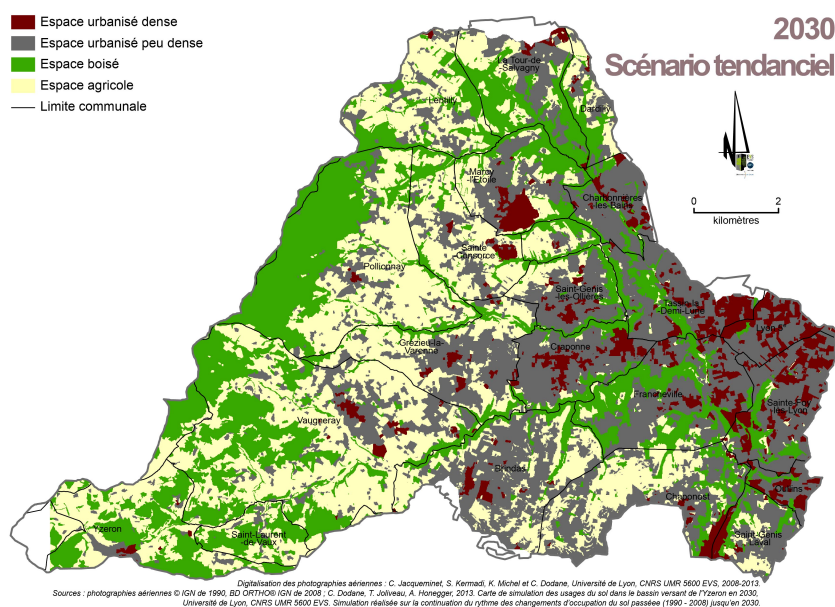 Espace urbanisé dense
Espace urbanisé peu dense
Espace boisé
Espace agricole
Limite communale
2030
Scénario tendanciel
N
0 2
kilomètres
La Tour-de
-Salvagny
Lentilly
Dardilly
Marcy
-l'Etoile
Charbonnières
-les-Bains
Sainte
-Consorce
Pollionnay
Saint-Genis
-les-Ollières
Tassin-la
-Demi-Lune
Lyon 5
Grézieu-la-
Varenne
Craponne
Francheville
Sainte-Foy
-lès-Lyon
Vaugneray
Brindas
Chaponost
Oullins
Yzeron
Saint-Laurent
-de-Vaux
Saint-Genis
-Laval
Digitalisation des photographies aériennes : C. Jacqueminet, S. Kermadi, K. Michel et C. Dodane, Université de Lyon, CNRS UMR 5600 EVS, 2008-2013.
Sources : photographies aériennes © IGN de 1990, BD ORTHO® IGN de 2008 ; C. Dodane, T. Joliveau, A. Honegger, 2013. Carte de simulation des usages du sol dans le bassin versant de l'Yzeron en 2030,
Université de Lyon, CNRS UMR 5600 EVS. Simulation réalisée sur la continuation du rythme des changements d'occupation du sol passées (1990 - 2008) jusqu'en 2030.